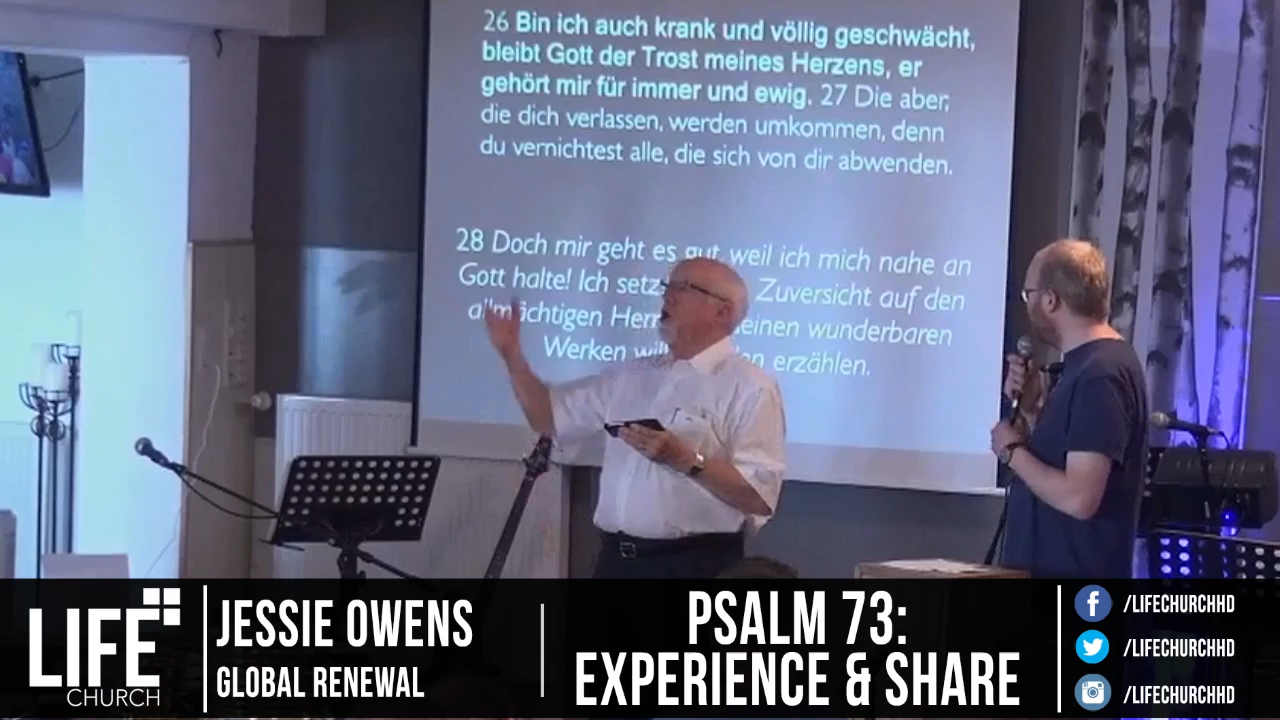 26 Bin ich auch krank und völlig geschwächt,
bleibt Gott der Trost meines Herzens, er
gehört mir für immer und ewig. 27 Die aber,
die dich verlassen, werden umkommen, denn
du vernichtest alle, die sich von dir abwenden.
28 Doch mir geht es gut, weil ich mich nahe an
Gott halte! Ich Zuversicht auf den
allmächtigen wunderbaren
Werken erzählen.
LIFE
CHURCH
JESSIE OWENS
GLOBAL RENEWAL
PSALM 73:
EXPERIENCE & SHARE
/LIFECHURCHHD
/LIFECHURCHHD
/LIFECHURCHHD